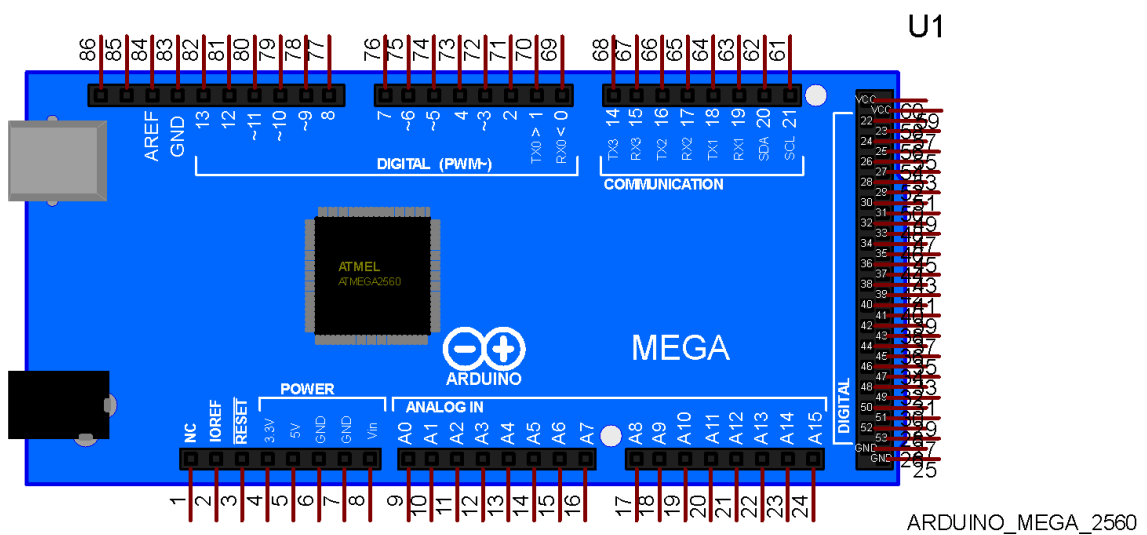 U1
86 85 84 83 82 81 80 79 78 77 76 75 74 73 72 71 70 69 68 67 66 65 64 63 62 61
AREF GND 13 12 ~11 ~10 ~9 8 7 ~6 ~5 4 ~3 2 TX0 > 1 RX0 < 0 TX3 14 RX3 15 TX2 16 RX2 17 TX1 18 RX1 19 SDA 20 SCL 21
DIGITAL (PWM~)
COMMUNICATION
VCC
VCC
22
23
24
25
26
27
28
29
30
31
32
33
34
35
36
37
38
39
40
41
42
43
44
45
46
47
48
49
50
51
52
53
GND
GND
25
DIGITAL
ATMEL
ATMEGA2560
MEGA
ARDUINO
POWER
ANALOG IN
NC IOREF RESET 3.3V 5V GND GND Vin A0 A1 A2 A3 A4 A5 A6 A7 A8 A9 A10 A11 A12 A13 A14 A15
1 2 3 4 5 6 7 8 9 10 11 12 13 14 15 16 17 18 19 20 21 22 23 24
ARDUINO_MEGA_2560